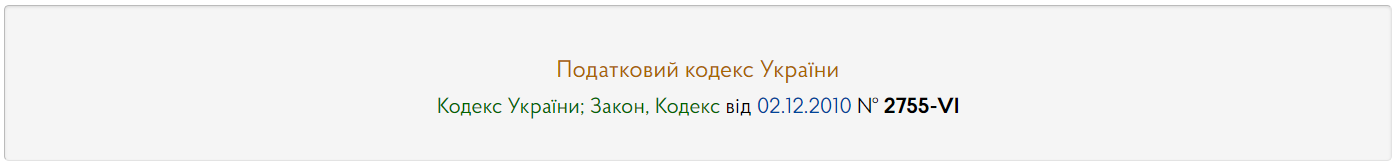 Податковий кодекс України
Кодекс України; Закон, Кодекс від 02.12.2010 № 2755-VI